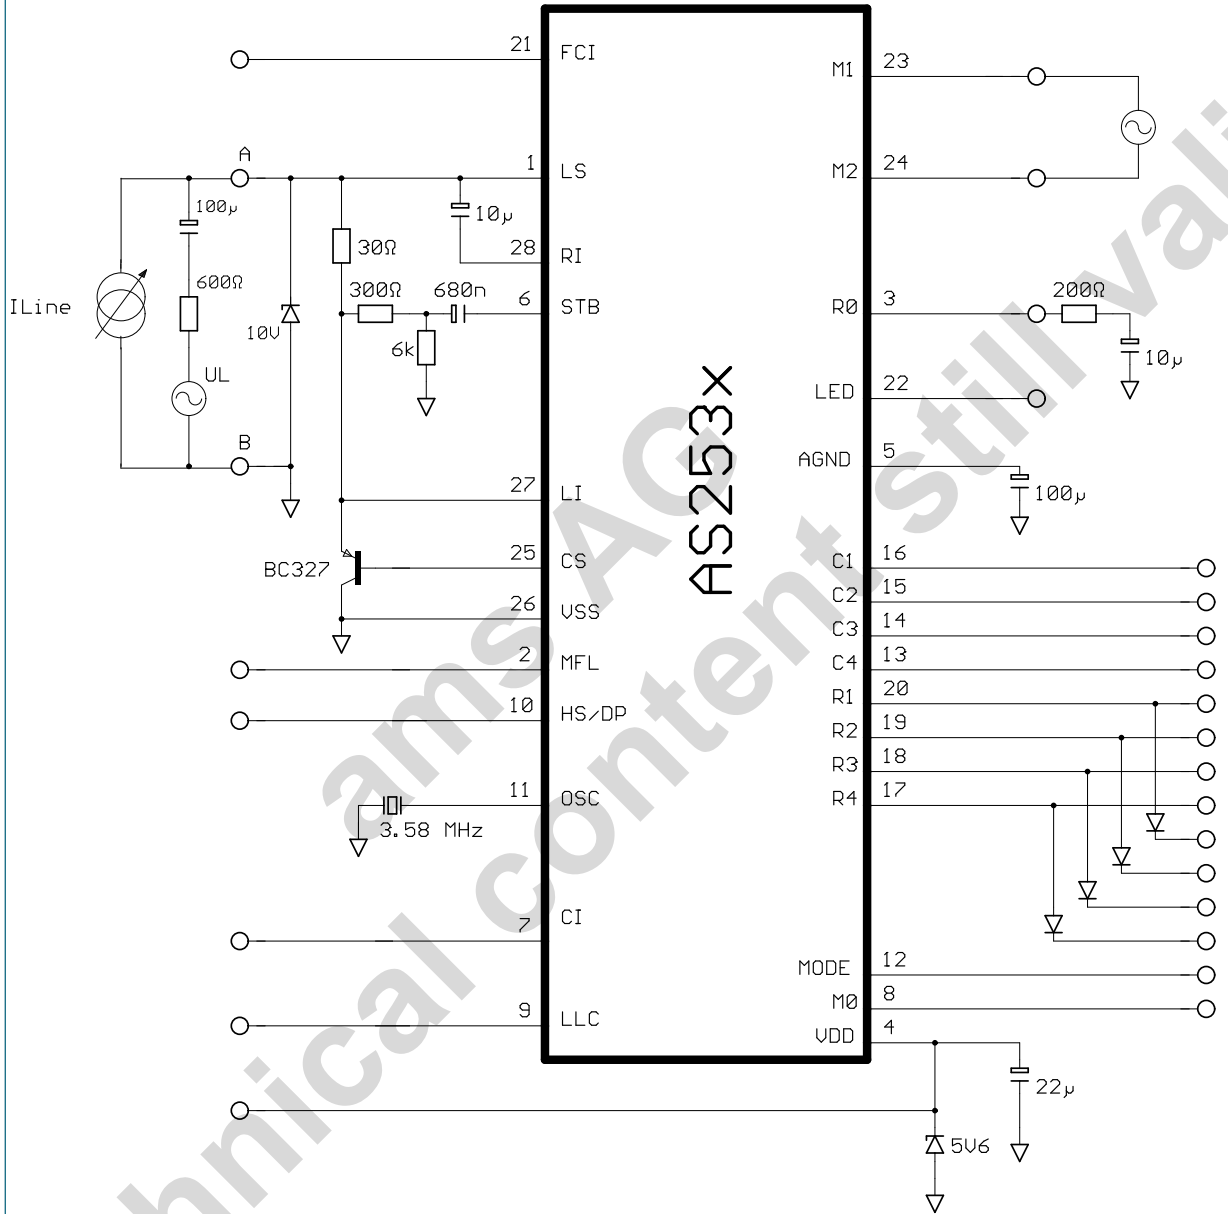 21 FCI
M1 23
A
1 LS
M2 24
100µ
10µ
28 RI
30Ω
600Ω
ILine
300Ω 680n 6 STB
R0 3 200Ω
10V
6k
10µ
UL
LED 22
AS253x
B
AGND 5
100µ
27 LI
BC327
25 CS
C1 16
26 VSS
C2 15
C3 14
2 MFL
C4 13
R1 20
10 HS/DP
R2 19
R3 18
11 OSC
R4 17
3.58 MHz
7 CI
MODE 12
9 LLC
M0 8
VDD 4
22µ
5V6
ams AG
hnical content still vali